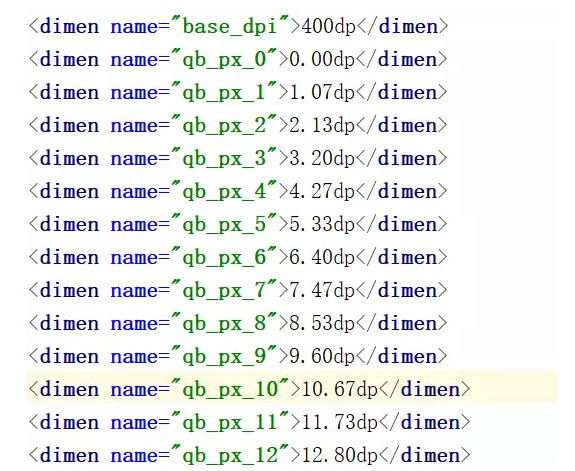 <dimen name="base_dpi">400dp</dimen>
<dimen name="qb_px_0">0.00dp</dimen>
<dimen name="qb_px_1">1.07dp</dimen>
<dimen name="qb_px_2">2.13dp</dimen>
<dimen name="qb_px_3">3.20dp</dimen>
<dimen name="qb_px_4">4.27dp</dimen>
<dimen name="qb_px_5">5.33dp</dimen>
<dimen name="qb_px_6">6.40dp</dimen>
<dimen name="qb_px_7">7.47dp</dimen>
<dimen name="qb_px_8">8.53dp</dimen>
<dimen name="qb_px_9">9.60dp</dimen>
<dimen name="qb_px_10">10.67dp</dimen>
<dimen name="qb_px_11">11.73dp</dimen>
<dimen name="qb_px_12">12.80dp</dimen>